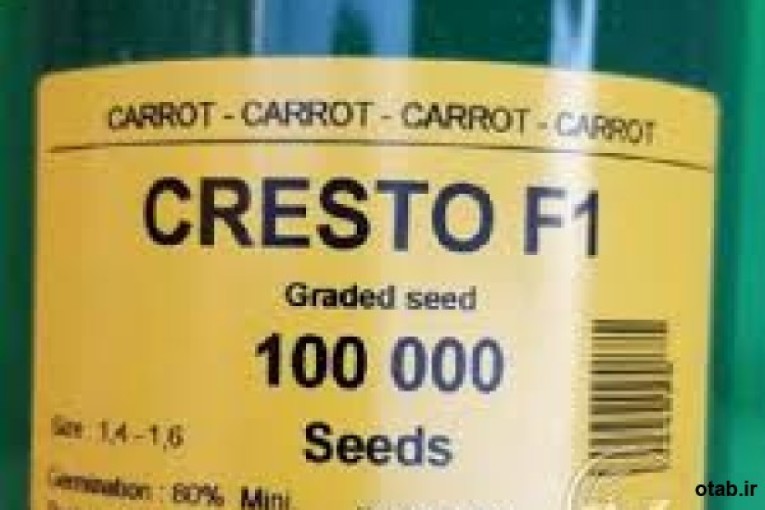 CARROT - CARROT - CARROT - CARROT
CRESTO F1
Graded seed
100 000
Seeds
Size : 1,4 - 1,6
Germination : 80% Mini.
otab.ir